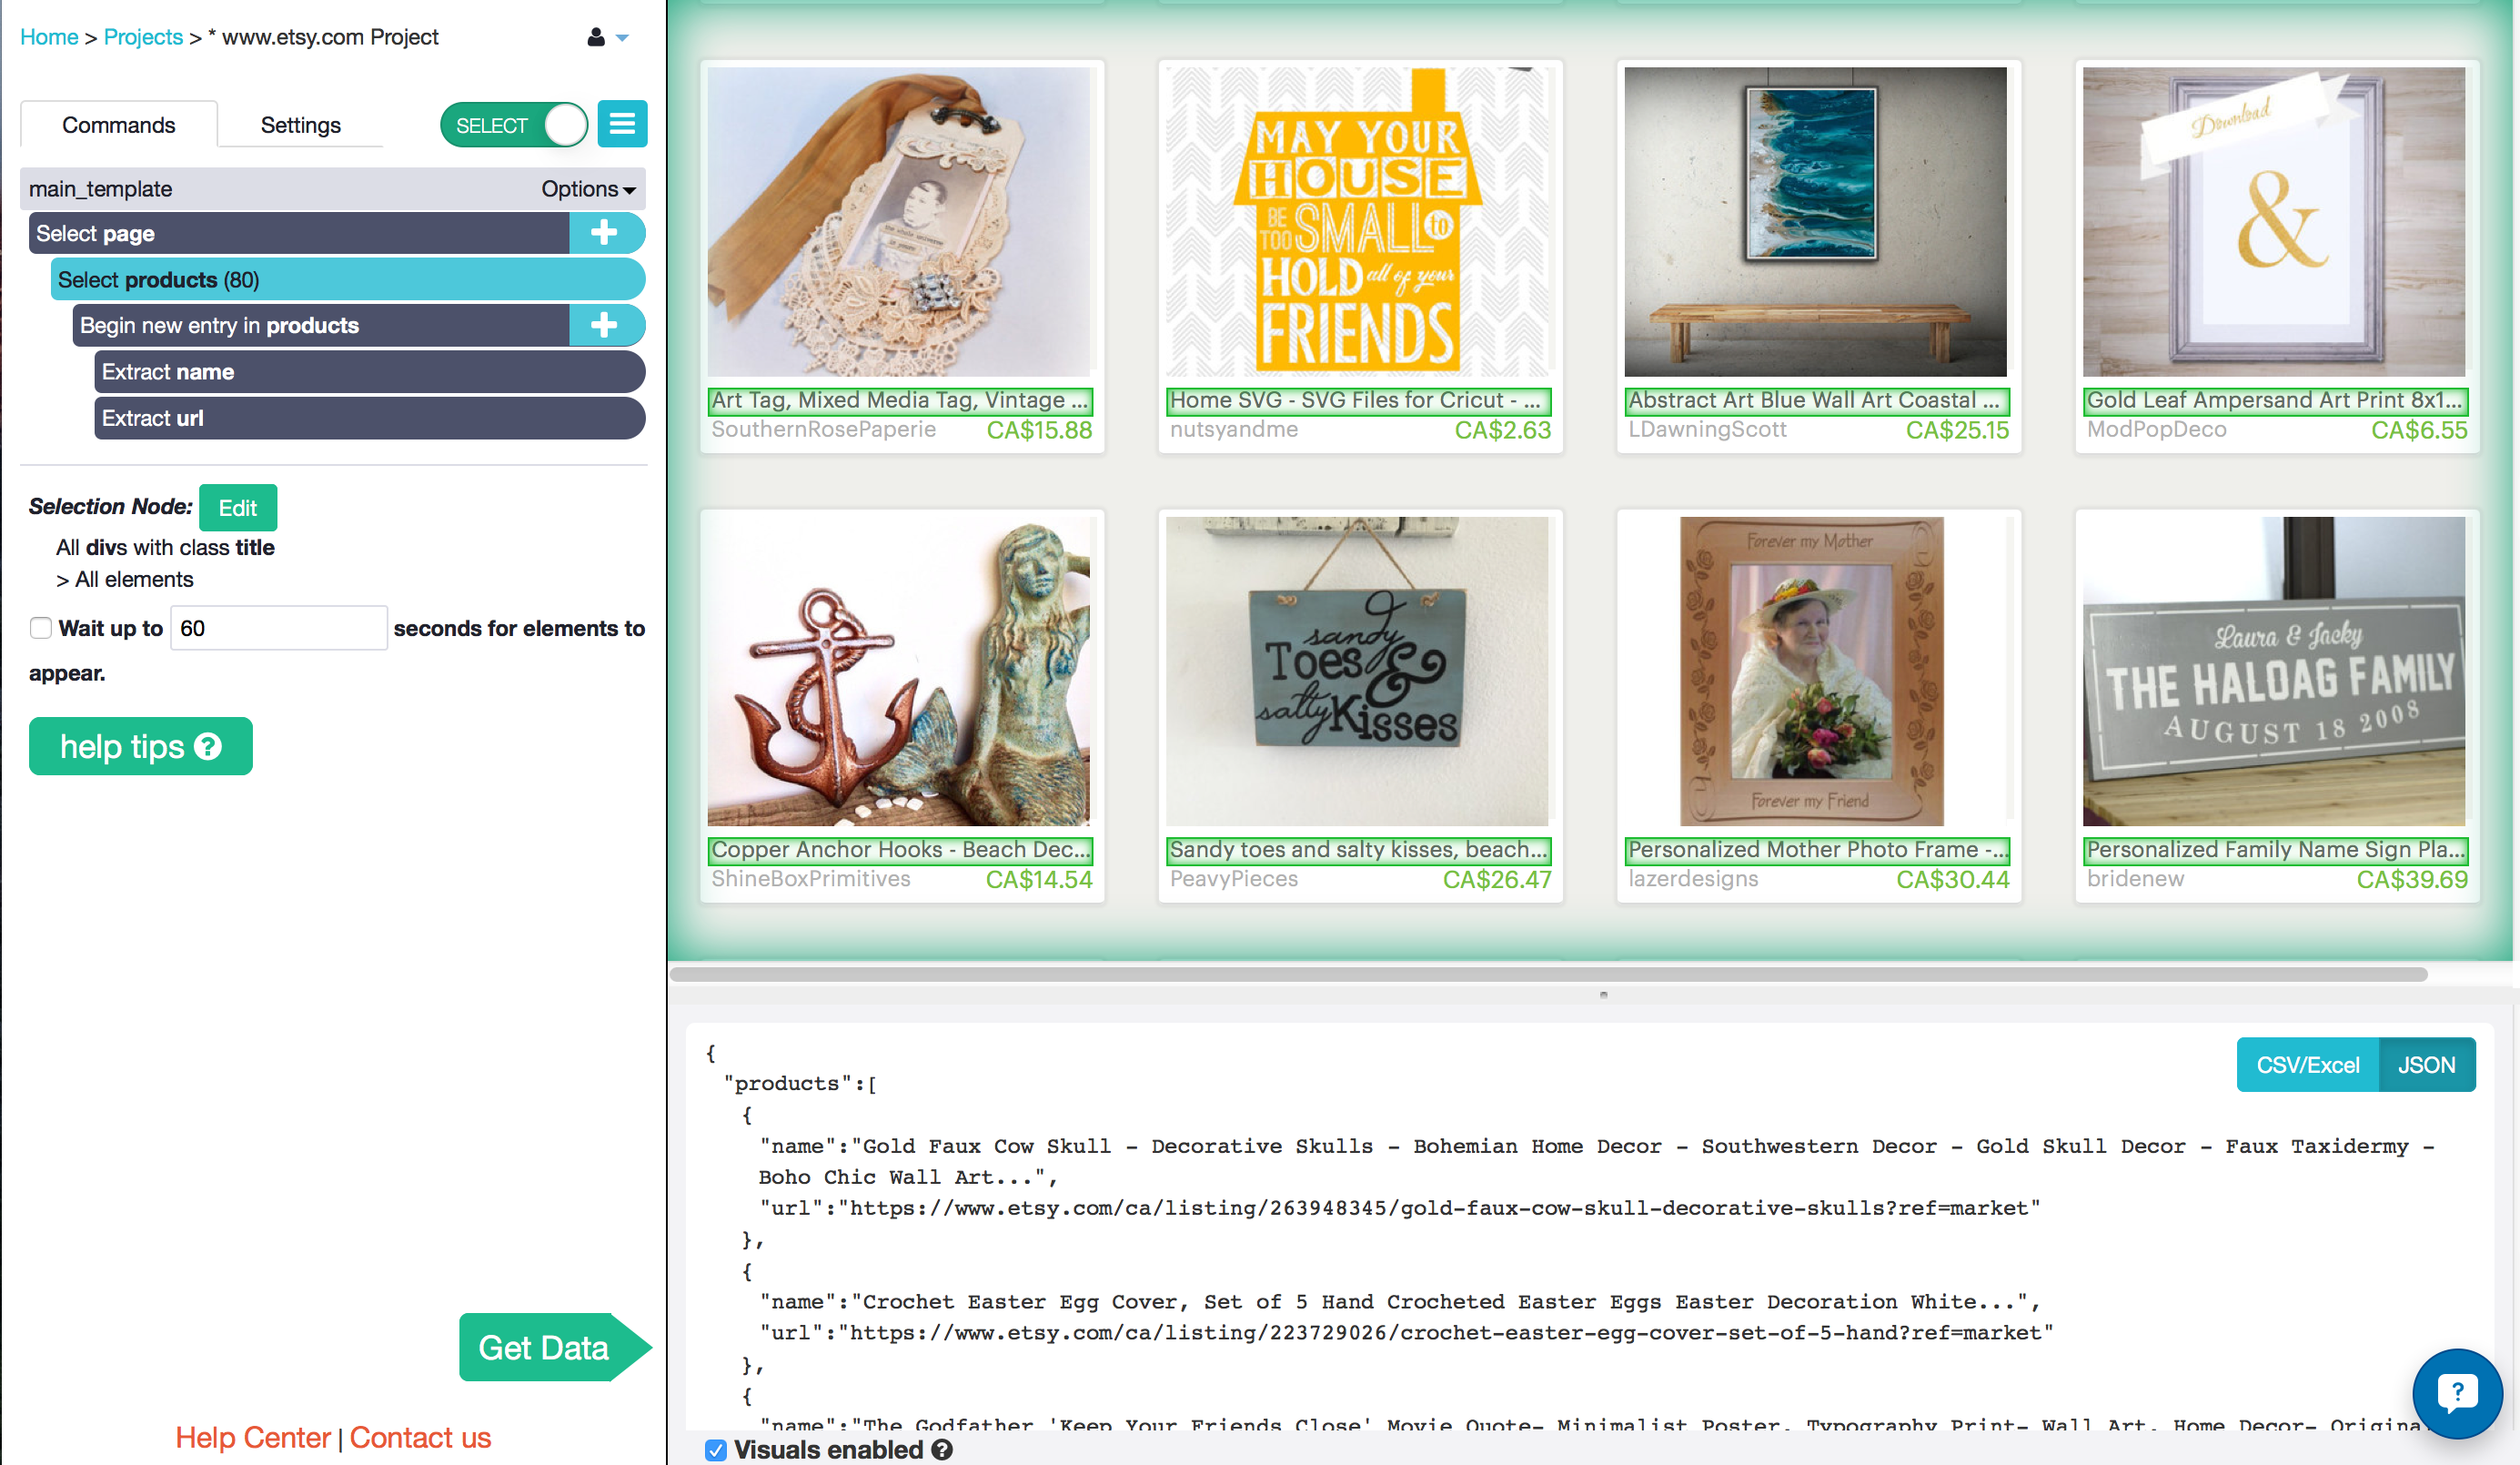 Home > Projects > * www.etsy.com Project
Commands
Settings
SELECT
main_template
Options
Select page
Select products (80)
Begin new entry in products
Extract name
Extract url
Selection Node: Edit
All divs with class title
> All elements
Wait up to 60 seconds for elements to
appear.
help tips ?
Get Data
Help Center | Contact us
the whole universe
is yours
MAY YOUR
HOUSE
BE
TOO SMALL to
HOLD all of your
FRIENDS
Download
&
Art Tag, Mixed Media Tag, Vintage ...
SouthernRosePaperie CA$15.88
Home SVG - SVG Files for Cricut - ...
nutsyandme CA$2.63
Abstract Art Blue Wall Art Coastal ...
LDawningScott CA$25.15
Gold Leaf Ampersand Art Print 8x1...
ModPopDeco CA$6.55
sandy
Toes &
salty Kisses
Forever my Mother
Forever my Friend
Laura & Jacky
THE HALOAG FAMILY
AUGUST 18 2008
Copper Anchor Hooks - Beach Dec...
ShineBoxPrimitives CA$14.54
Sandy toes and salty kisses, beach...
PeavyPieces CA$26.47
Personalized Mother Photo Frame -...
lazerdesigns CA$30.44
Personalized Family Name Sign Pla...
bridenew CA$39.69
CSV/Excel
JSON
{
"products":[
{
"name":"Gold Faux Cow Skull - Decorative Skulls - Bohemian Home Decor - Southwestern Decor - Gold Skull Decor - Faux Taxidermy -
Boho Chic Wall Art...",
"url":"https://www.etsy.com/ca/listing/263948345/gold-faux-cow-skull-decorative-skulls?ref=market"
},
{
"name":"Crochet Easter Egg Cover, Set of 5 Hand Crocheted Easter Eggs Easter Decoration White...",
"url":"https://www.etsy.com/ca/listing/223729026/crochet-easter-egg-cover-set-of-5-hand?ref=market"
},
{
"name":"The Godfather 'Keep Your Friends Close' Movie Quote- Minimalist Poster, Typography Print- Wall Art, Home Decor- Origina
Visuals enabled ?